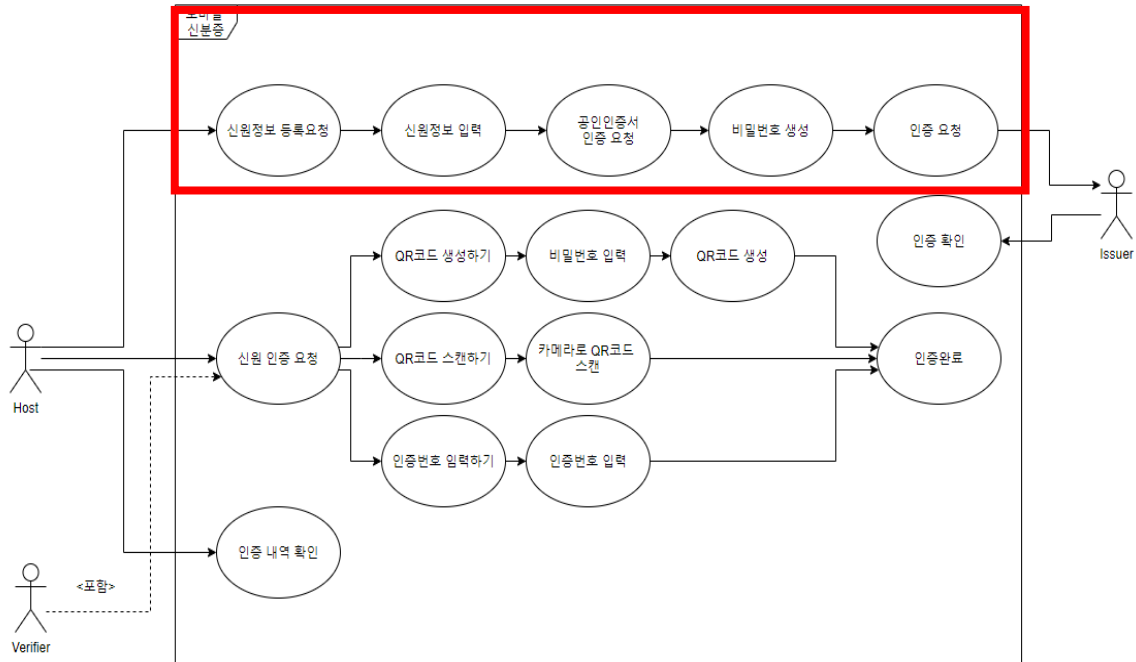 신분증
신원정보 등록요청
신원정보 입력
공인인증서
인증 요청
비밀번호 생성
인증 요청
인증 확인
Issuer
QR코드 생성하기
비밀번호 입력
QR코드 생성
Host
신원 인증 요청
QR코드 스캔하기
카메라로 QR코드
스캔
인증완료
인증번호 임력하기
인증번호 입력
인증 내역 확인
<포함>
Verifier